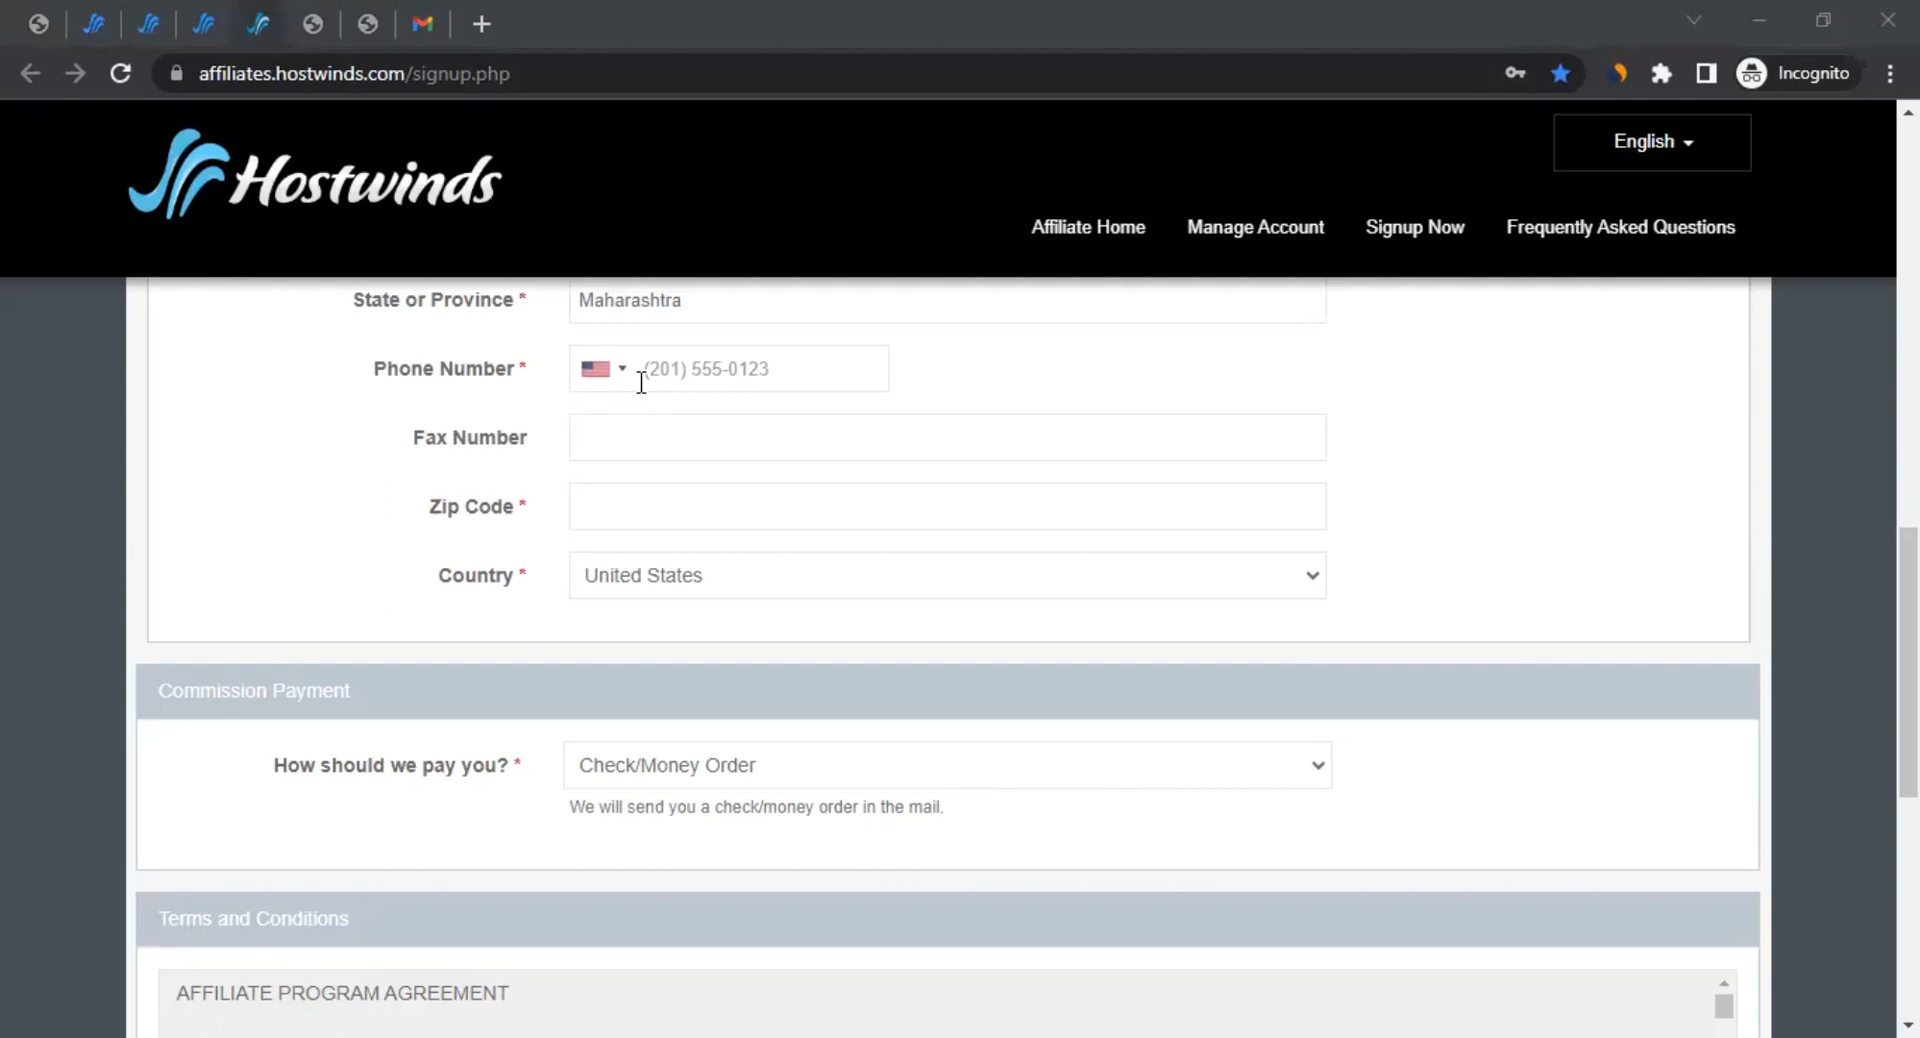 affiliates.hostwinds.com/signup.php
Incognito
Hostwinds
English
Affiliate Home
Manage Account
Signup Now
Frequently Asked Questions
State or Province *
Maharashtra
Phone Number *
(201) 555-0123
Fax Number
Zip Code *
Country *
United States
Commission Payment
How should we pay you? *
Check/Money Order
We will send you a check/money order in the mail.
Terms and Conditions
AFFILIATE PROGRAM AGREEMENT